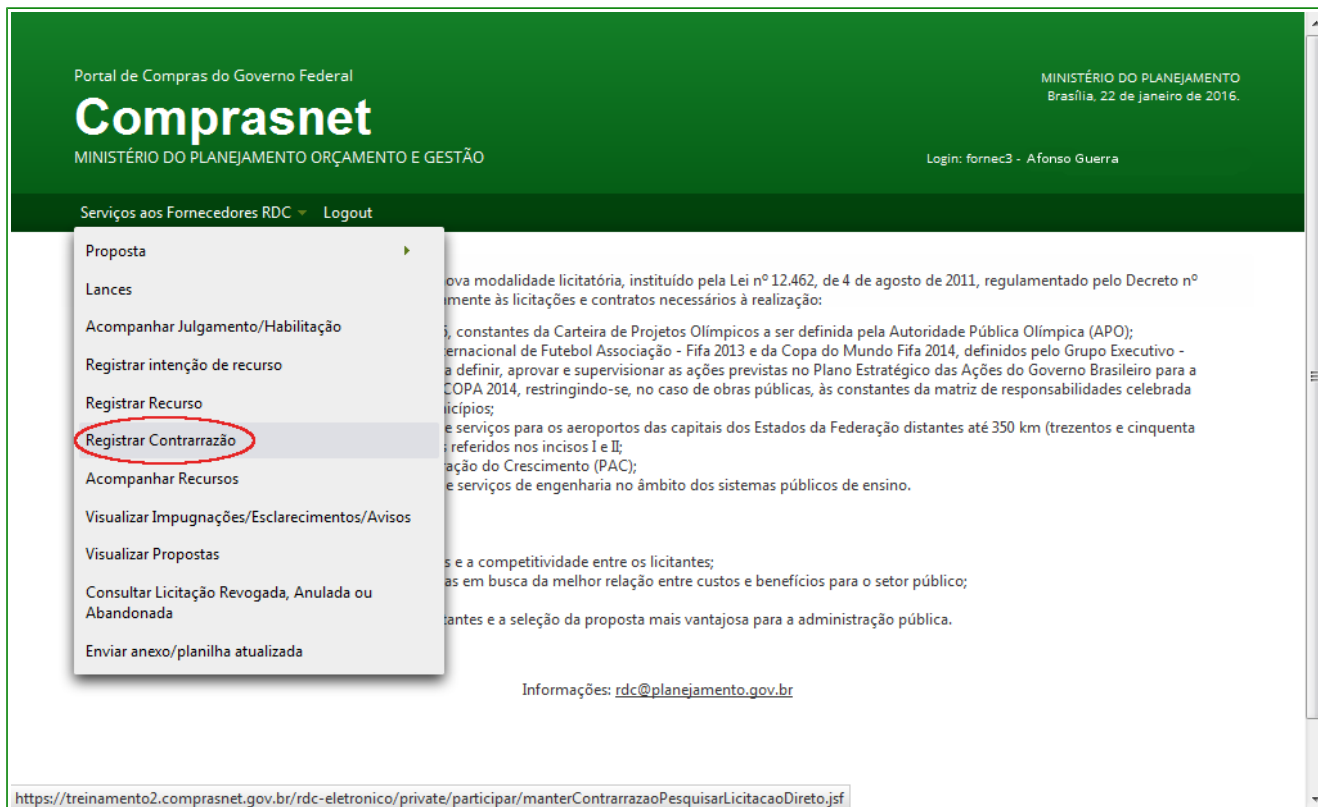 Portal de Compras do Governo Federal
MINISTÉRIO DO PLANEJAMENTO
Brasília, 22 de janeiro de 2016.
Comprasnet
MINISTÉRIO DO PLANEJAMENTO ORÇAMENTO E GESTÃO
Login: fornec3 - Afonso Guerra
Serviços aos Fornecedores RDC Logout
Proposta
Lances
Acompanhar Julgamento/Habilitação
Registrar intenção de recurso
Registrar Recurso
Registrar Contrarrazão
Acompanhar Recursos
Visualizar Impugnações/Esclarecimentos/Avisos
Visualizar Propostas
Consultar Licitação Revogada, Anulada ou
Abandonada
Enviar anexo/planilha atualizada
ova modalidade licitatória, instituído pela Lei nº 12.462, de 4 de agosto de 2011, regulamentado pelo Decreto nº
mente às licitações e contratos necessários à realização:
, constantes da Carteira de Projetos Olímpicos a ser definida pela Autoridade Pública Olímpica (APO);
ernacional de Futebol Associação - Fifa 2013 e da Copa do Mundo Fifa 2014, definidos pelo Grupo Executivo -
a definir, aprovar e supervisionar as ações previstas no Plano Estratégico das Ações do Governo Brasileiro para a
COPA 2014, restringindo-se, no caso de obras públicas, às constantes da matriz de responsabilidades celebrada
icípios;
e serviços para os aeroportos das capitais dos Estados da Federação distantes até 350 km (trezentos e cinquenta
s referidos nos incisos I e II;
ração do Crescimento (PAC);
e serviços de engenharia no âmbito dos sistemas públicos de ensino.
s e a competitividade entre os licitantes;
as em busca da melhor relação entre custos e benefícios para o setor público;
tantes e a seleção da proposta mais vantajosa para a administração pública.
Informações: rdc@planejamento.gov.br
https://treinamento2.comprasnet.gov.br/rdc-eletronico/private/participar/manterContrarrazaoPesquisarLicitacaoDireto.jsf